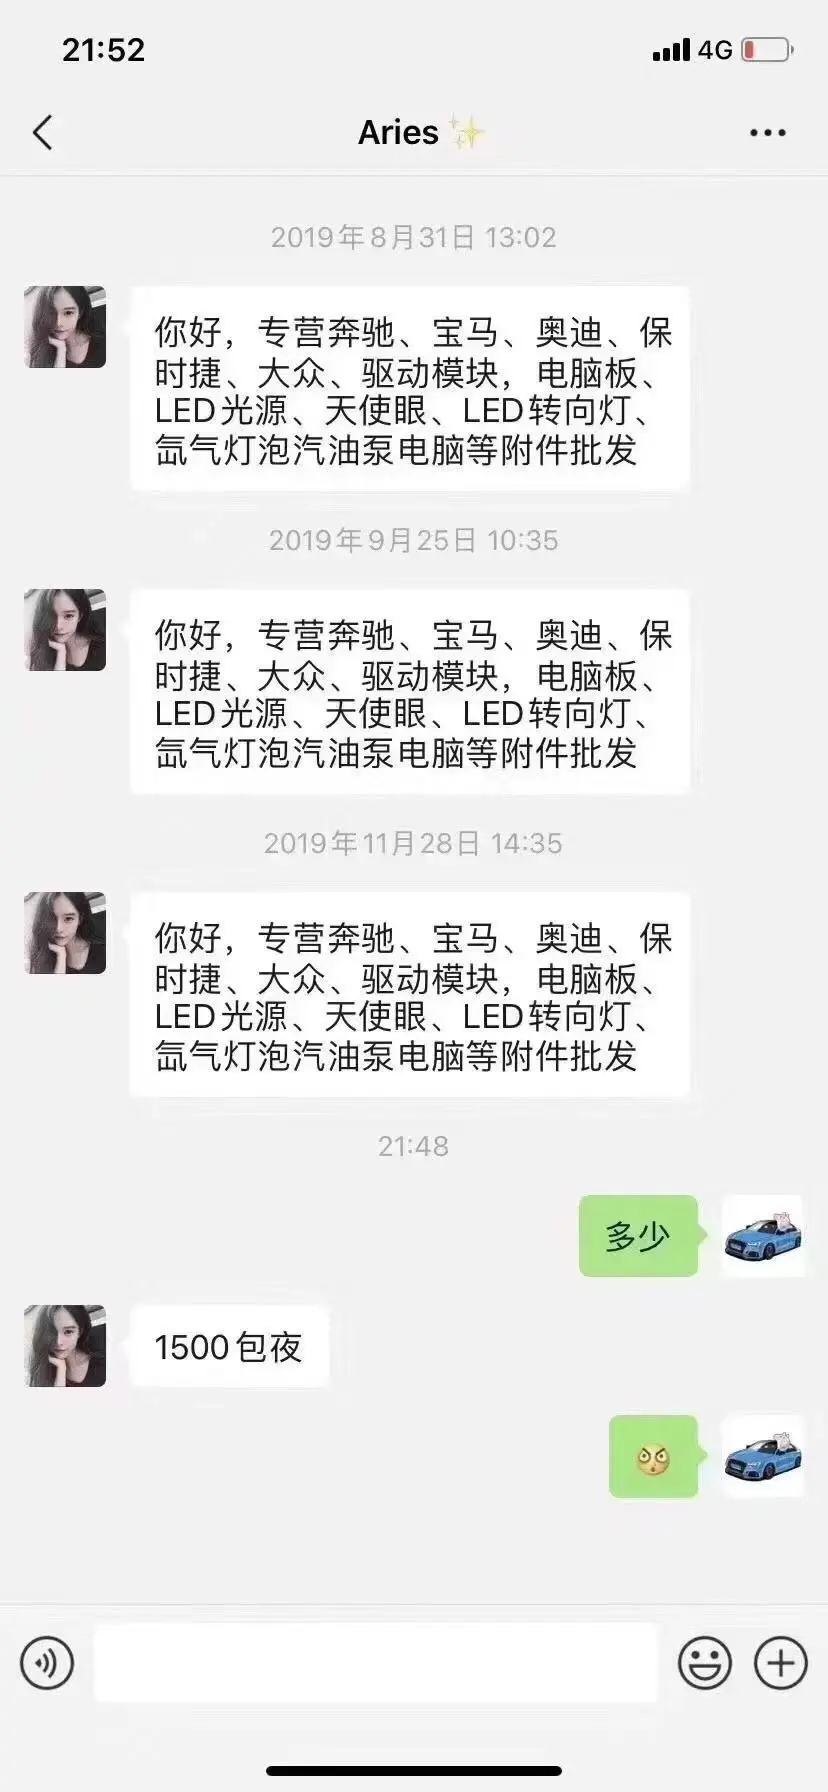 21:52
4G
Aries
2019年8月31日 13:02
你好，专营奔驰、宝马、奥迪、保
时捷、大众、驱动模块，电脑板、
LED光源、天使眼、LED转向灯、
氙气灯泡汽油泵电脑等附件批发
2019年9月25日 10:35
你好，专营奔驰、宝马、奥迪、保
时捷、大众、驱动模块，电脑板、
LED光源、天使眼、LED转向灯、
氙气灯泡汽油泵电脑等附件批发
2019年11月28日 14:35
你好，专营奔驰、宝马、奥迪、保
时捷、大众、驱动模块，电脑板、
LED光源、天使眼、LED转向灯、
氙气灯泡汽油泵电脑等附件批发
21:48
多少
1500包夜